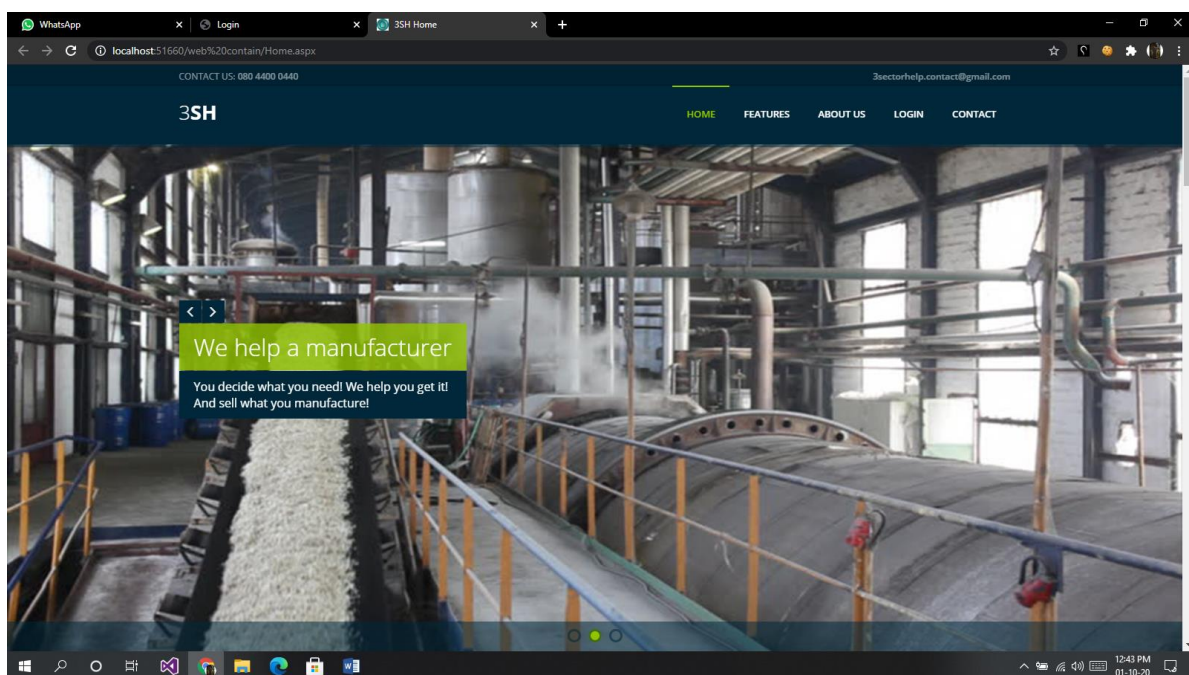 WhatsApp
Login
3SH Home
localhost:51660/web%20contain/Home.aspx
CONTACT US: 080 4400 0440
3sectorhelp.contact@gmail.com
3SH
HOME FEATURES ABOUT US LOGIN CONTACT
We help a manufacturer
You decide what you need! We help you get it!
And sell what you manufacture!
12:43 PM
01-10-20